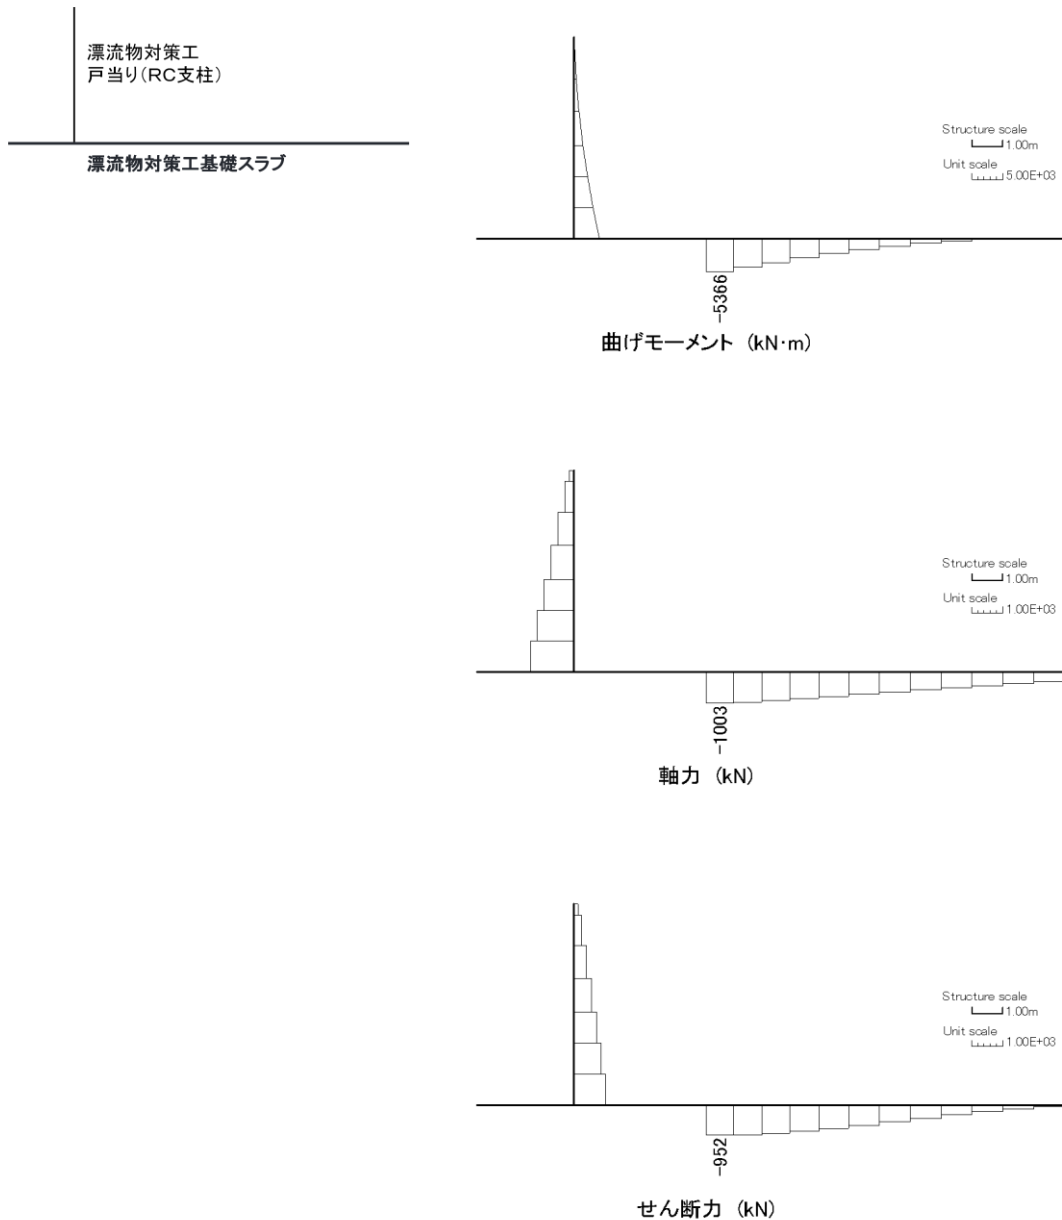 漂流物対策工
戸当り(RC支柱)
漂流物対策工基礎スラブ
Structure scale
1.00m
Unit scale
5.00E+03
-5366
曲げモーメント (kN·m)
Structure scale
1.00m
Unit scale
1.00E+03
-1003
軸力 (kN)
Structure scale
1.00m
Unit scale
1.00E+03
-952
せん断力 (kN)